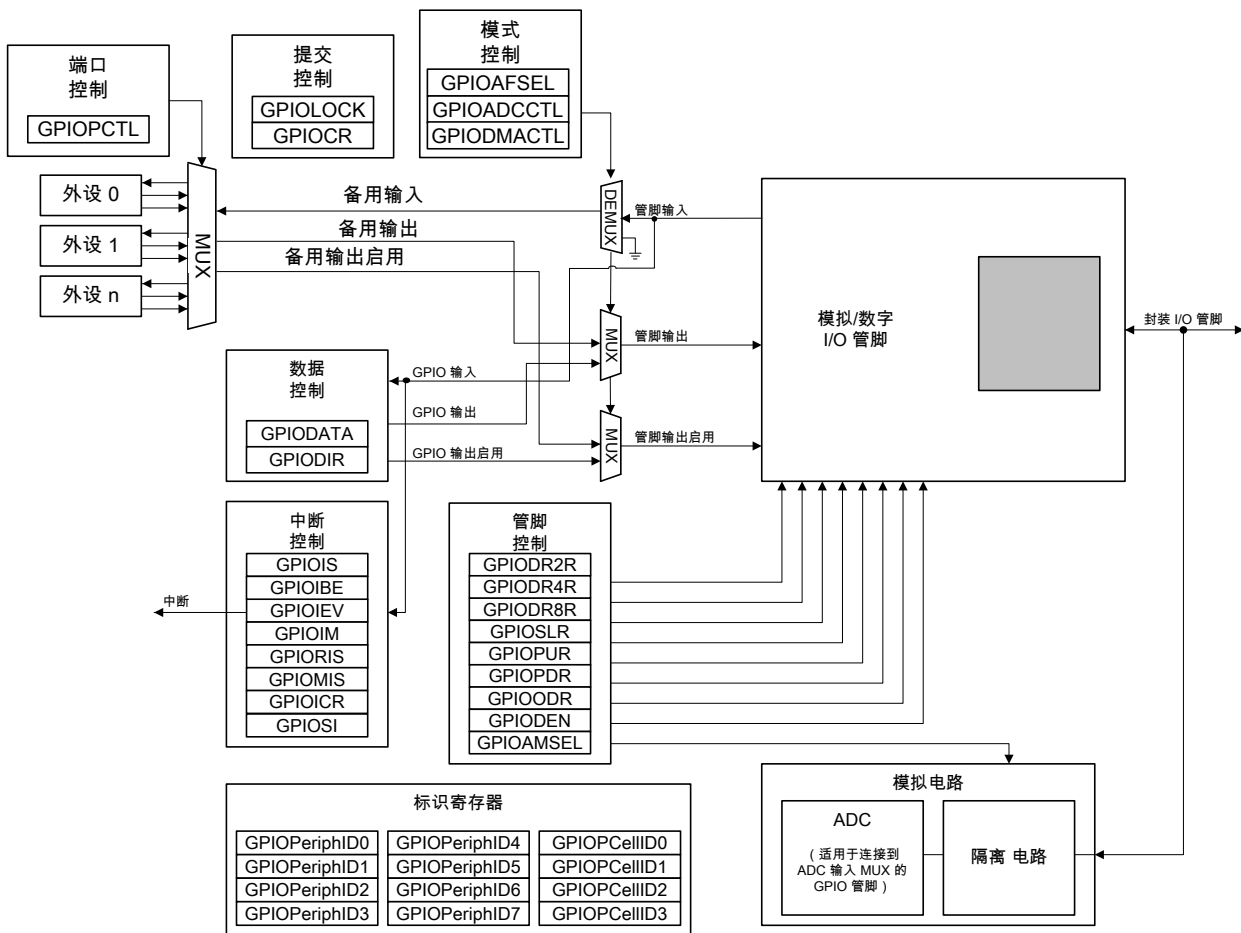 端口
控制
GPIOPCTL
提交
控制
GPIOLOCK
GPIOCR
模式
控制
GPIOAFSEL
GPIOADCCTL
GPIODMACTL
外设 0
外设 1
外设 n
MUX
备用输入
备用输出
备用输出启用
DEMUX
管脚输入
MUX
管脚输出
MUX
管脚输出启用
模拟/数字
I/O 管脚
封装 I/O 管脚
数据
控制
GPIODATA
GPIODIR
GPIO 输入
GPIO 输出
GPIO 输出启用
中断
控制
GPIOIS
GPIOIBE
GPIOIEV
GPIOIM
GPIORIS
GPIOMIS
GPIOICR
GPIOSI
中断
管脚
控制
GPIODR2R
GPIODR4R
GPIODR8R
GPIOSLR
GPIOPUR
GPIOPDR
GPIOODR
GPIODEN
GPIOAMSEL
模拟电路
ADC
（适用于连接到
ADC 输入 MUX 的
GPIO 管脚）
隔离 电路
标识寄存器
GPIOPeriphID0
GPIOPeriphID1
GPIOPeriphID2
GPIOPeriphID3
GPIOPeriphID4
GPIOPeriphID5
GPIOPeriphID6
GPIOPeriphID7
GPIOPCellID0
GPIOPCellID1
GPIOPCellID2
GPIOPCellID3